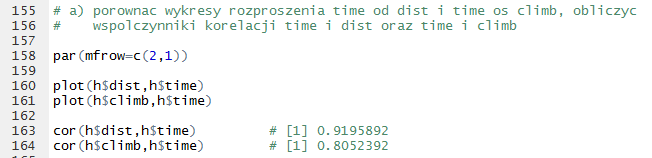 155 # a) porownac wykresy rozproszenia time od dist i time os climb, obliczyc
156 #    wspolczynniki korelacji time i dist oraz time i climb
157
158 par(mfrow=c(2,1))
159
160 plot(h$dist,h$time)
161 plot(h$climb,h$time)
162
163 cor(h$dist,h$time)         # [1] 0.9195892
164 cor(h$climb,h$time)        # [1] 0.8052392